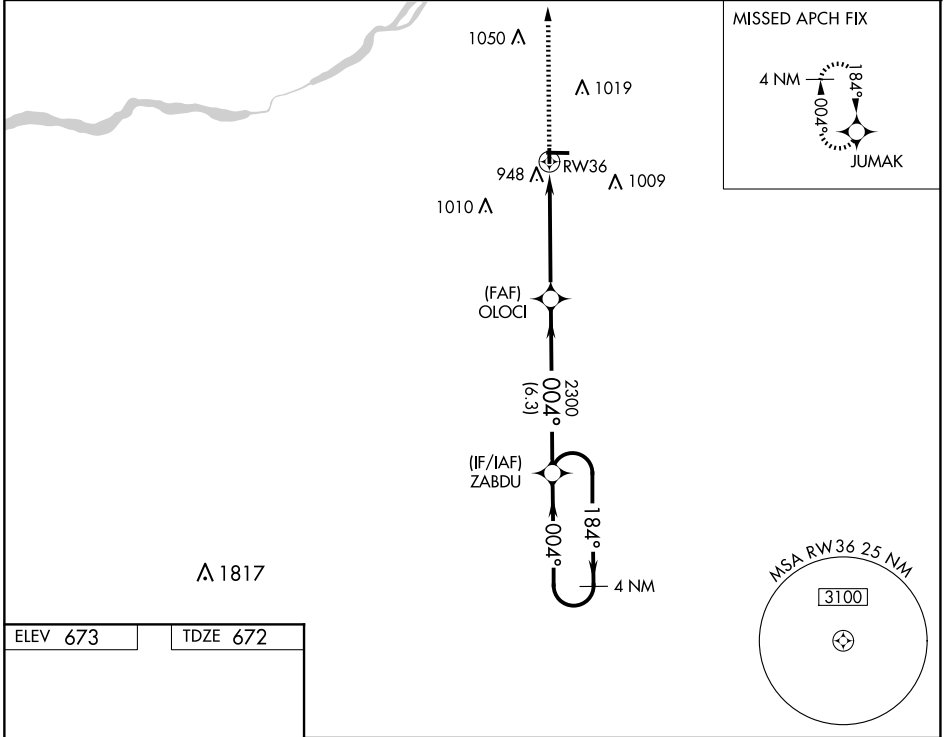 MISSED APCH FIX
4 NM
184°
004°
JUMAK
1050
1019
RW36
948
1009
1010
(FAF)
OLOCI
2300
004°
(6.3)
(IF/IAF)
ZABDU
184°
004°
4 NM
1817
MSA RW36 25 NM
3100
ELEV 673
TDZE 672